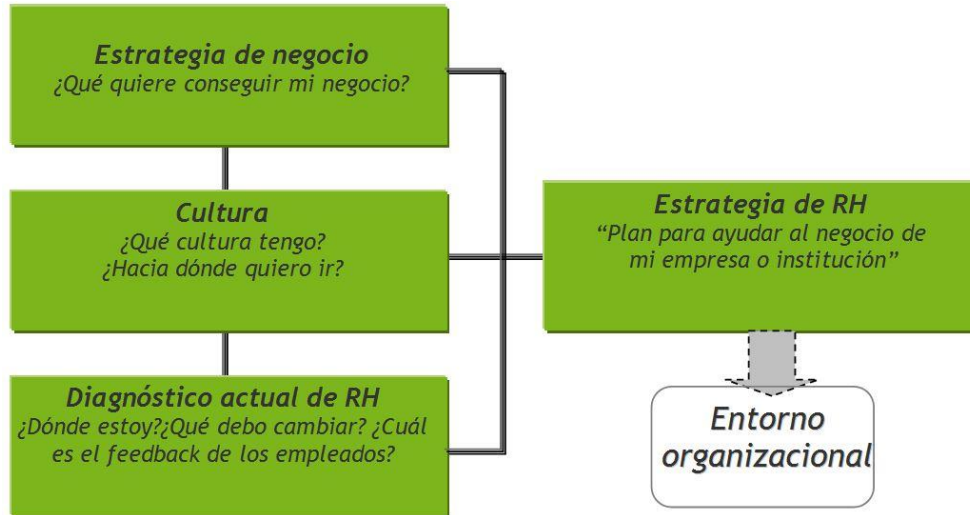 Estrategia de negocio
¿Qué quiere conseguir mi negocio?
Cultura
¿Qué cultura tengo?
¿Hacia dónde quiero ir?
Diagnóstico actual de RH
¿Dónde estoy?¿Qué debo cambiar? ¿Cuál
es el feedback de los empleados?
Estrategia de RH
“Plan para ayudar al negocio de
mi empresa o institución”
Entorno
organizacional